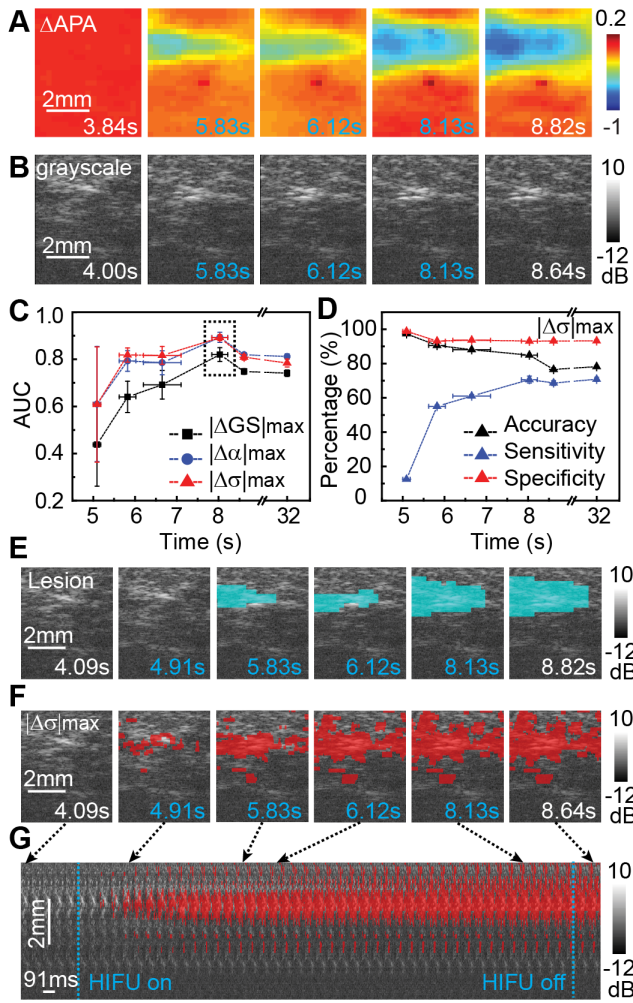 A
ΔAPA
2mm
3.84s
5.83s
6.12s
8.13s
8.82s
0.2
-1
B
grayscale
2mm
4.00s
5.83s
6.12s
8.13s
8.64s
10
-12
dB
C
1.0
0.8
0.6
0.4
0.2
AUC
|ΔGS|max
|Δα|max
|Δσ|max
5
6
7
8
32
Time (s)
D
100
80
60
40
20
0
Percentage (%)
|Δσ|max
Accuracy
Sensitivity
Specificity
5
6
7
8
32
Time (s)
E
Lesion
2mm
4.09s
4.91s
5.83s
6.12s
8.13s
8.82s
10
-12
dB
F
|Δσ|max
2mm
4.09s
4.91s
5.83s
6.12s
8.13s
8.64s
10
-12
dB
G
2mm
91ms
HIFU on
HIFU off
10
-12
dB